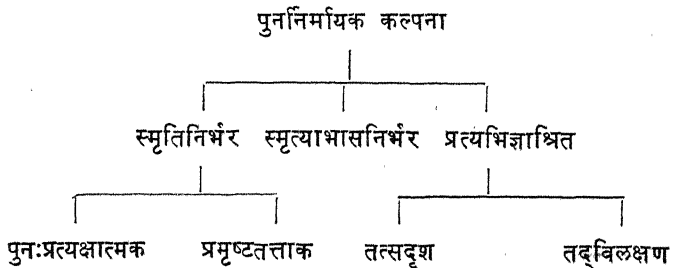 पुनर्निर्मायक कल्पना
स्मृतिनिर्भर स्मृत्याभासनिर्भर प्रत्यभिज्ञाश्रित
पुनःप्रत्यक्षात्मक प्रमृष्टतत्ताक तत्सदृश तद्विलक्षण